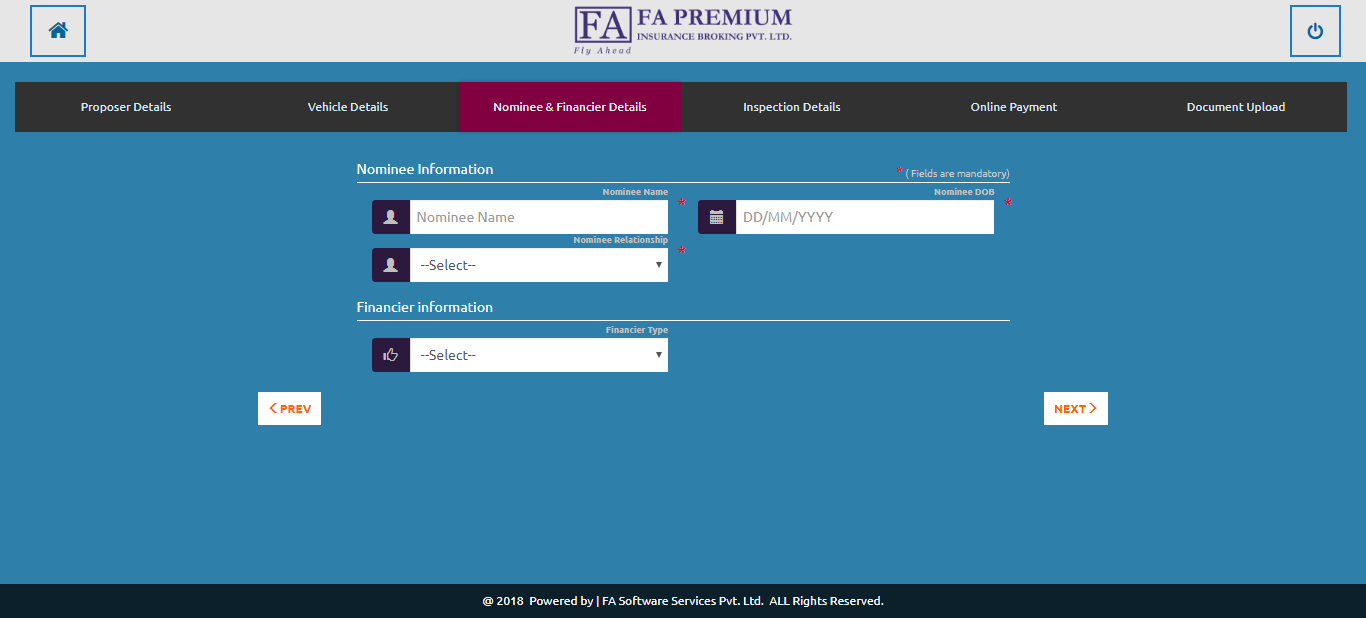 FA FA PREMIUM
INSURANCE BROKING PVT. LTD.
Fly Ahead
Proposer Details Vehicle Details Nominee & Financier Details Inspection Details Online Payment Document Upload
Nominee Information * ( Fields are mandatory)
Nominee Name Nominee DOB
Nominee Name * DD/MM/YYYY *
Nominee Relationship
--Select-- *
Financier information
Financier Type
--Select--
PREV NEXT
@ 2018 Powered by | FA Software Services Pvt. Ltd. ALL Rights Reserved.